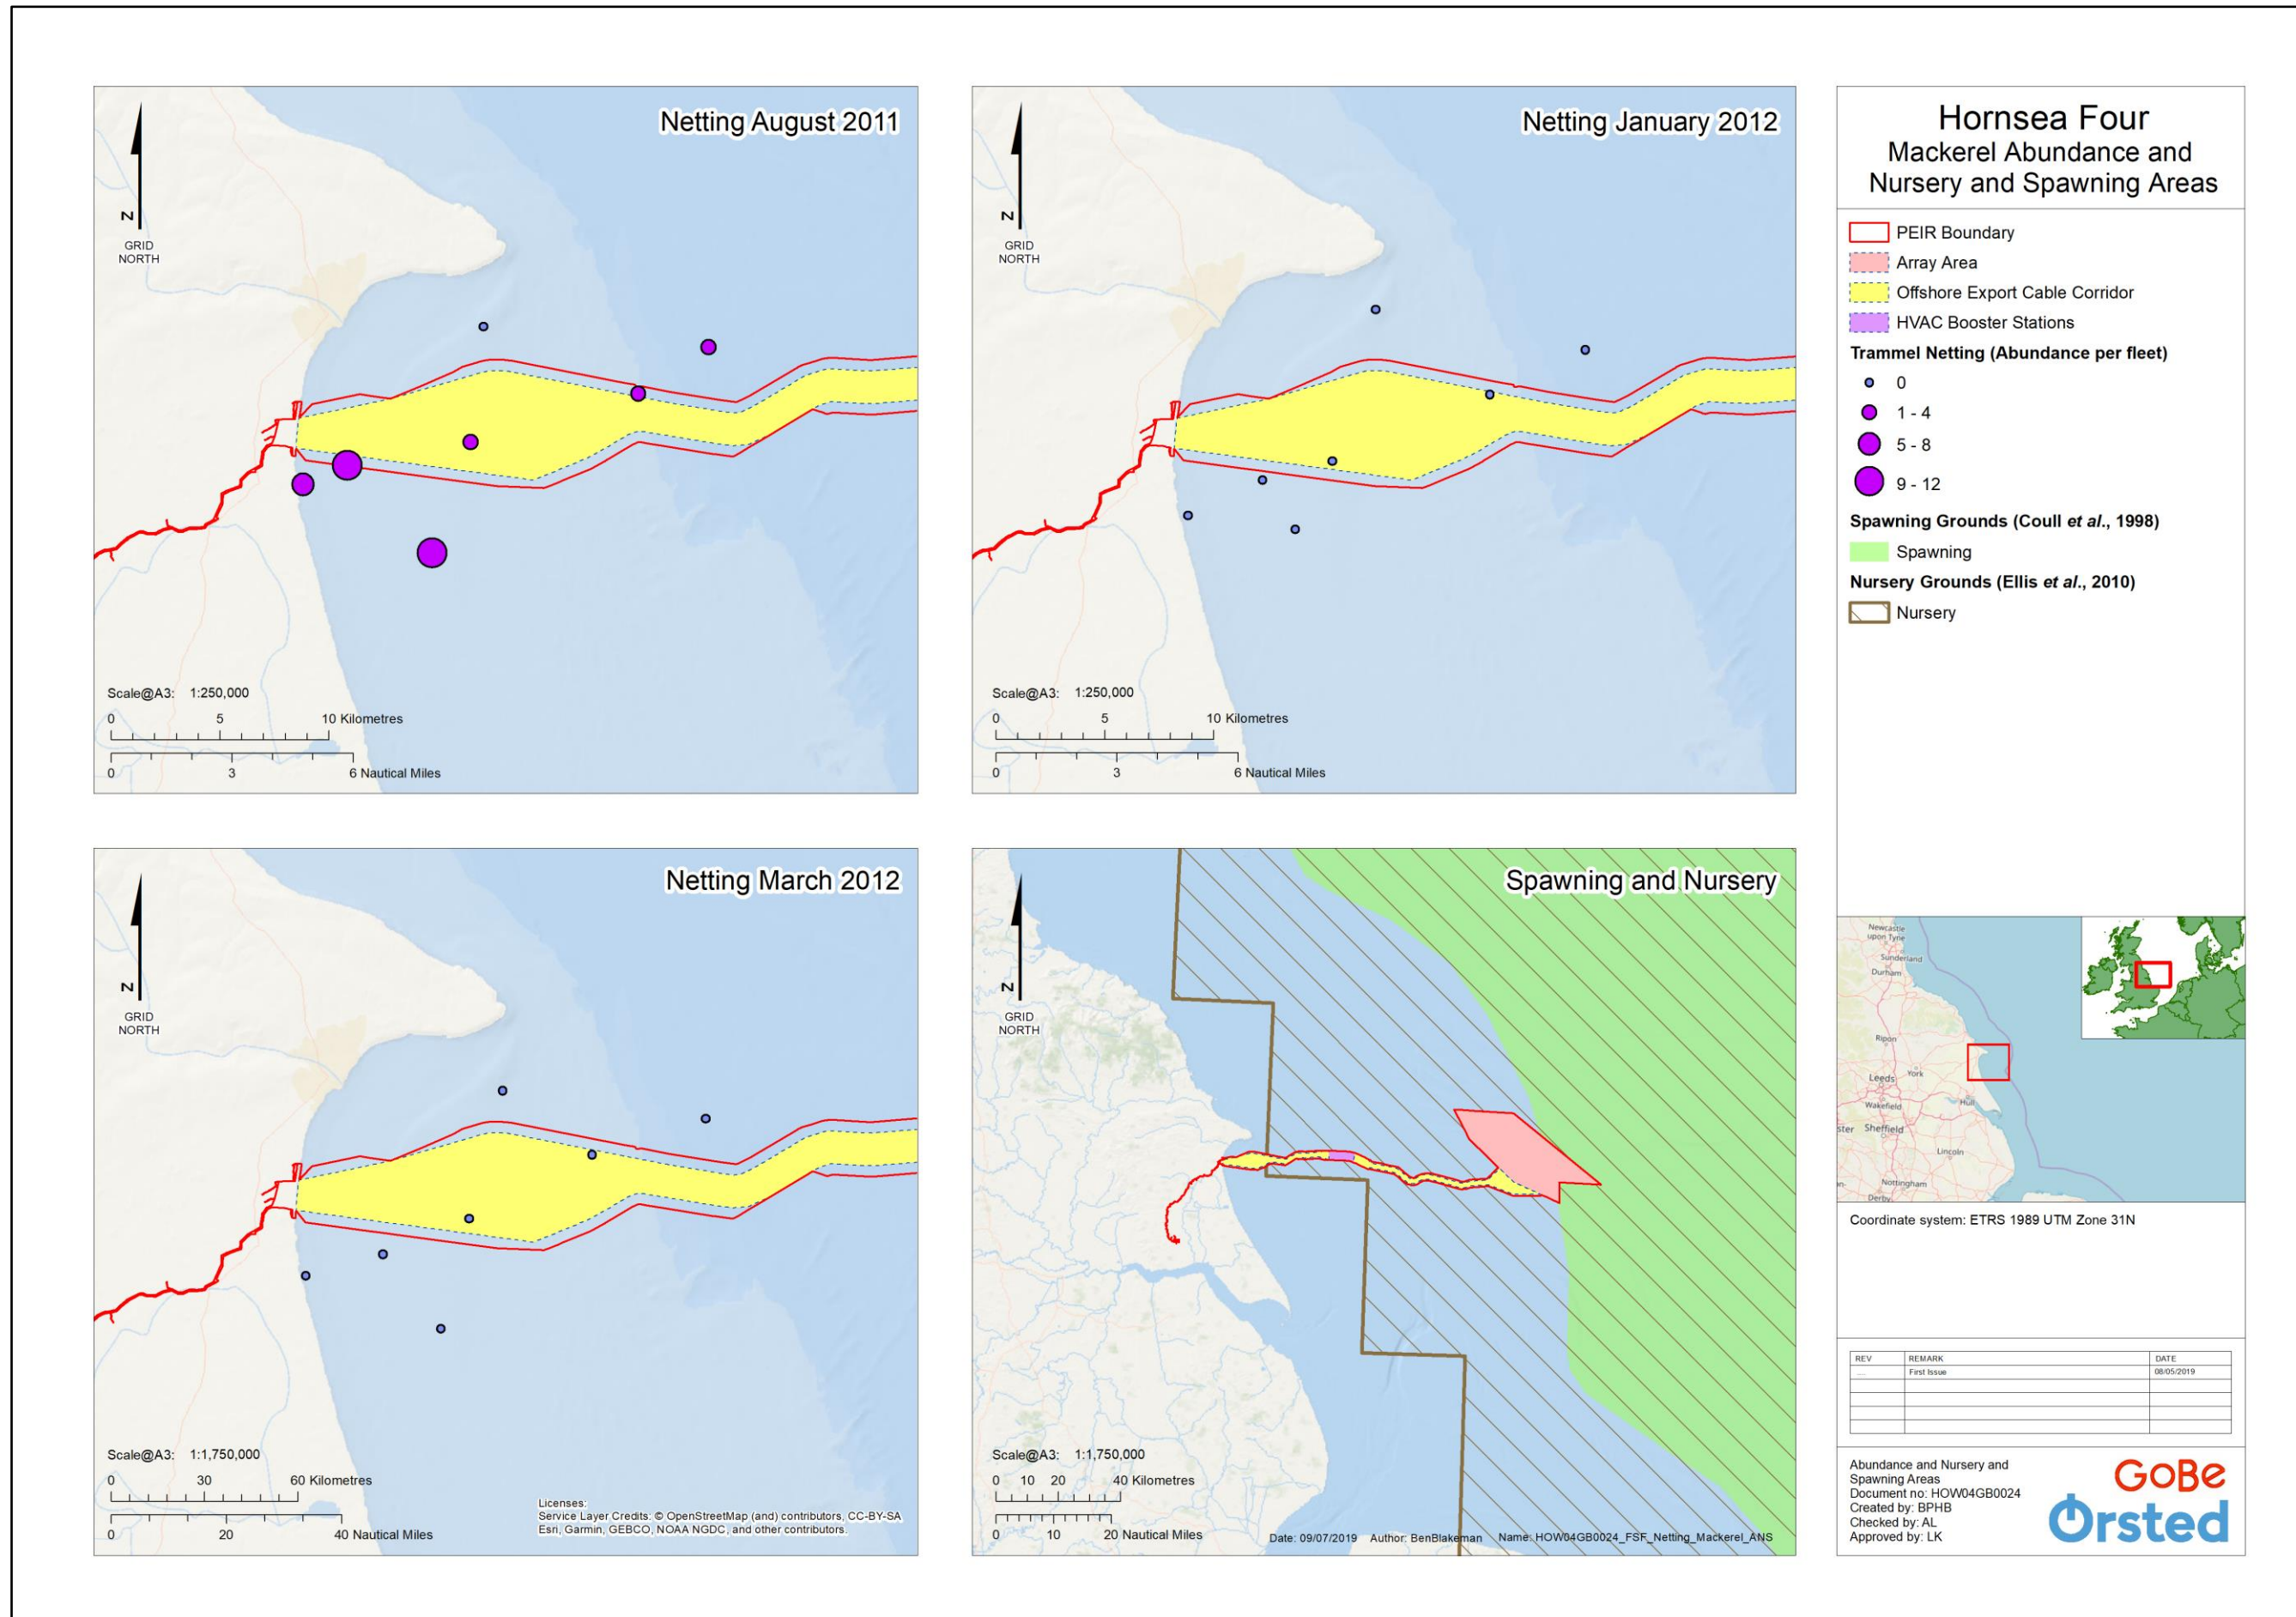 Netting August 2011
N
GRID
NORTH
Scale@A3: 1:250,000
0 5 10 Kilometres
0 3 6 Nautical Miles
Netting January 2012
N
GRID
NORTH
Scale@A3: 1:250,000
0 5 10 Kilometres
0 3 6 Nautical Miles
Netting March 2012
N
GRID
NORTH
Scale@A3: 1:1,750,000
0 30 60 Kilometres
0 20 40 Nautical Miles
Licenses:
Service Layer Credits: © OpenStreetMap (and) contributors, CC-BY-SA
Esri, Garmin, GEBCO, NOAA NGDC, and other contributors.
Spawning and Nursery
N
GRID
NORTH
Scale@A3: 1:1,750,000
0 10 20 40 Kilometres
0 10 20 Nautical Miles
Date: 09/07/2019 Author: BenBlakeman Name: HOW04GB0024_FSF_Netting_Mackerel_ANS
Hornsea Four
Mackerel Abundance and
Nursery and Spawning Areas
PEIR Boundary
Array Area
Offshore Export Cable Corridor
HVAC Booster Stations
Trammel Netting (Abundance per fleet)
0
1 - 4
5 - 8
9 - 12
Spawning Grounds (Coull et al., 1998)
Spawning
Nursery Grounds (Ellis et al., 2010)
Nursery
Newcastle
upon Tyne
Sunderland
Durham
Ripon
Leeds
York
Wakefield
Hull
ster
Sheffield
Lincoln
Nottingham
Derby
Coordinate system: ETRS 1989 UTM Zone 31N
REV REMARK DATE
.... First Issue 08/05/2019
Abundance and Nursery and
Spawning Areas
Document no: HOW04GB0024
Created by: BPHB
Checked by: AL
Approved by: LK
GoBe
Ørsted